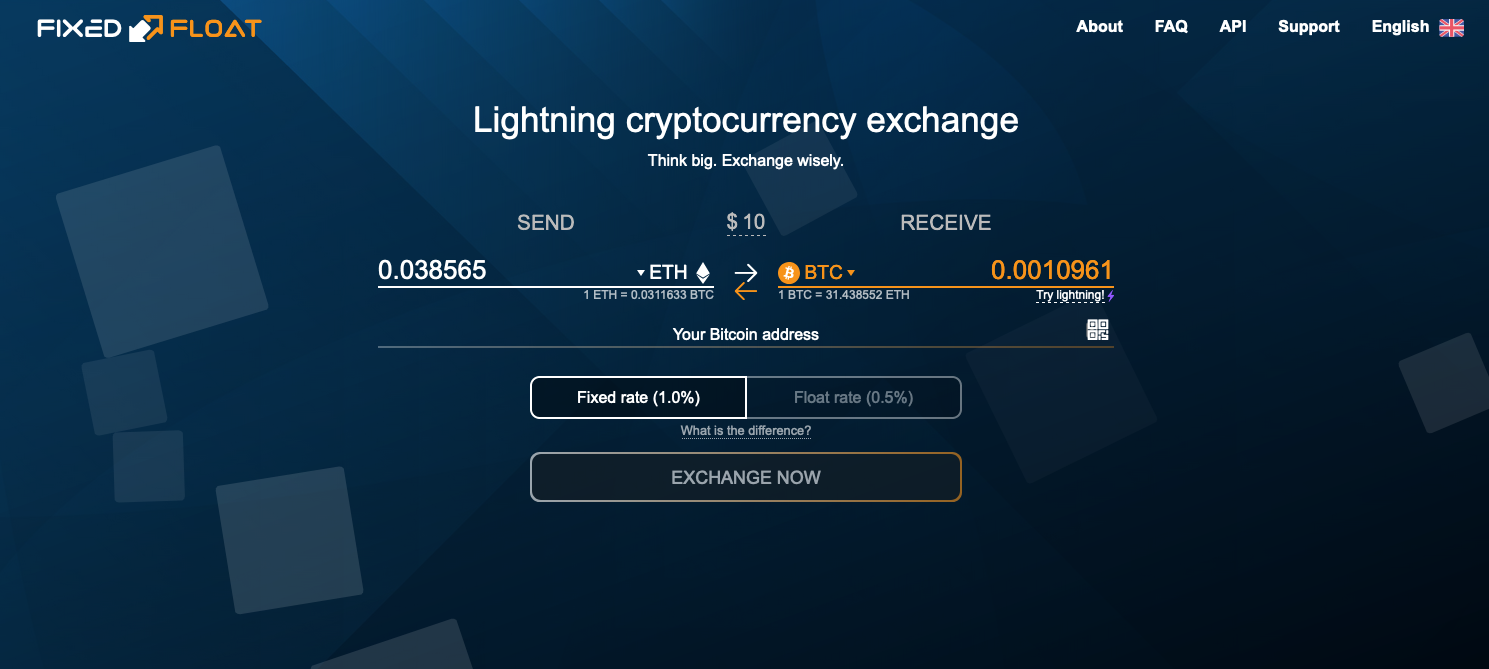 FIXED FLOAT About FAQ API Support English
Lightning cryptocurrency exchange
Think big. Exchange wisely.
SEND $ 10 RECEIVE
0.038565 ETH BTC 0.0010961
1 ETH = 0.0311633 BTC 1 BTC = 31.438552 ETH Try lightning!
Your Bitcoin address
Fixed rate (1.0%) Float rate (0.5%)
What is the difference?
EXCHANGE NOW